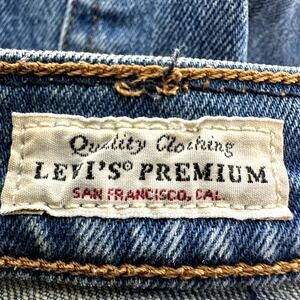 Quality Clothing
LEVI'S® PREMIUM
SAN FRANCISCO, CAL.